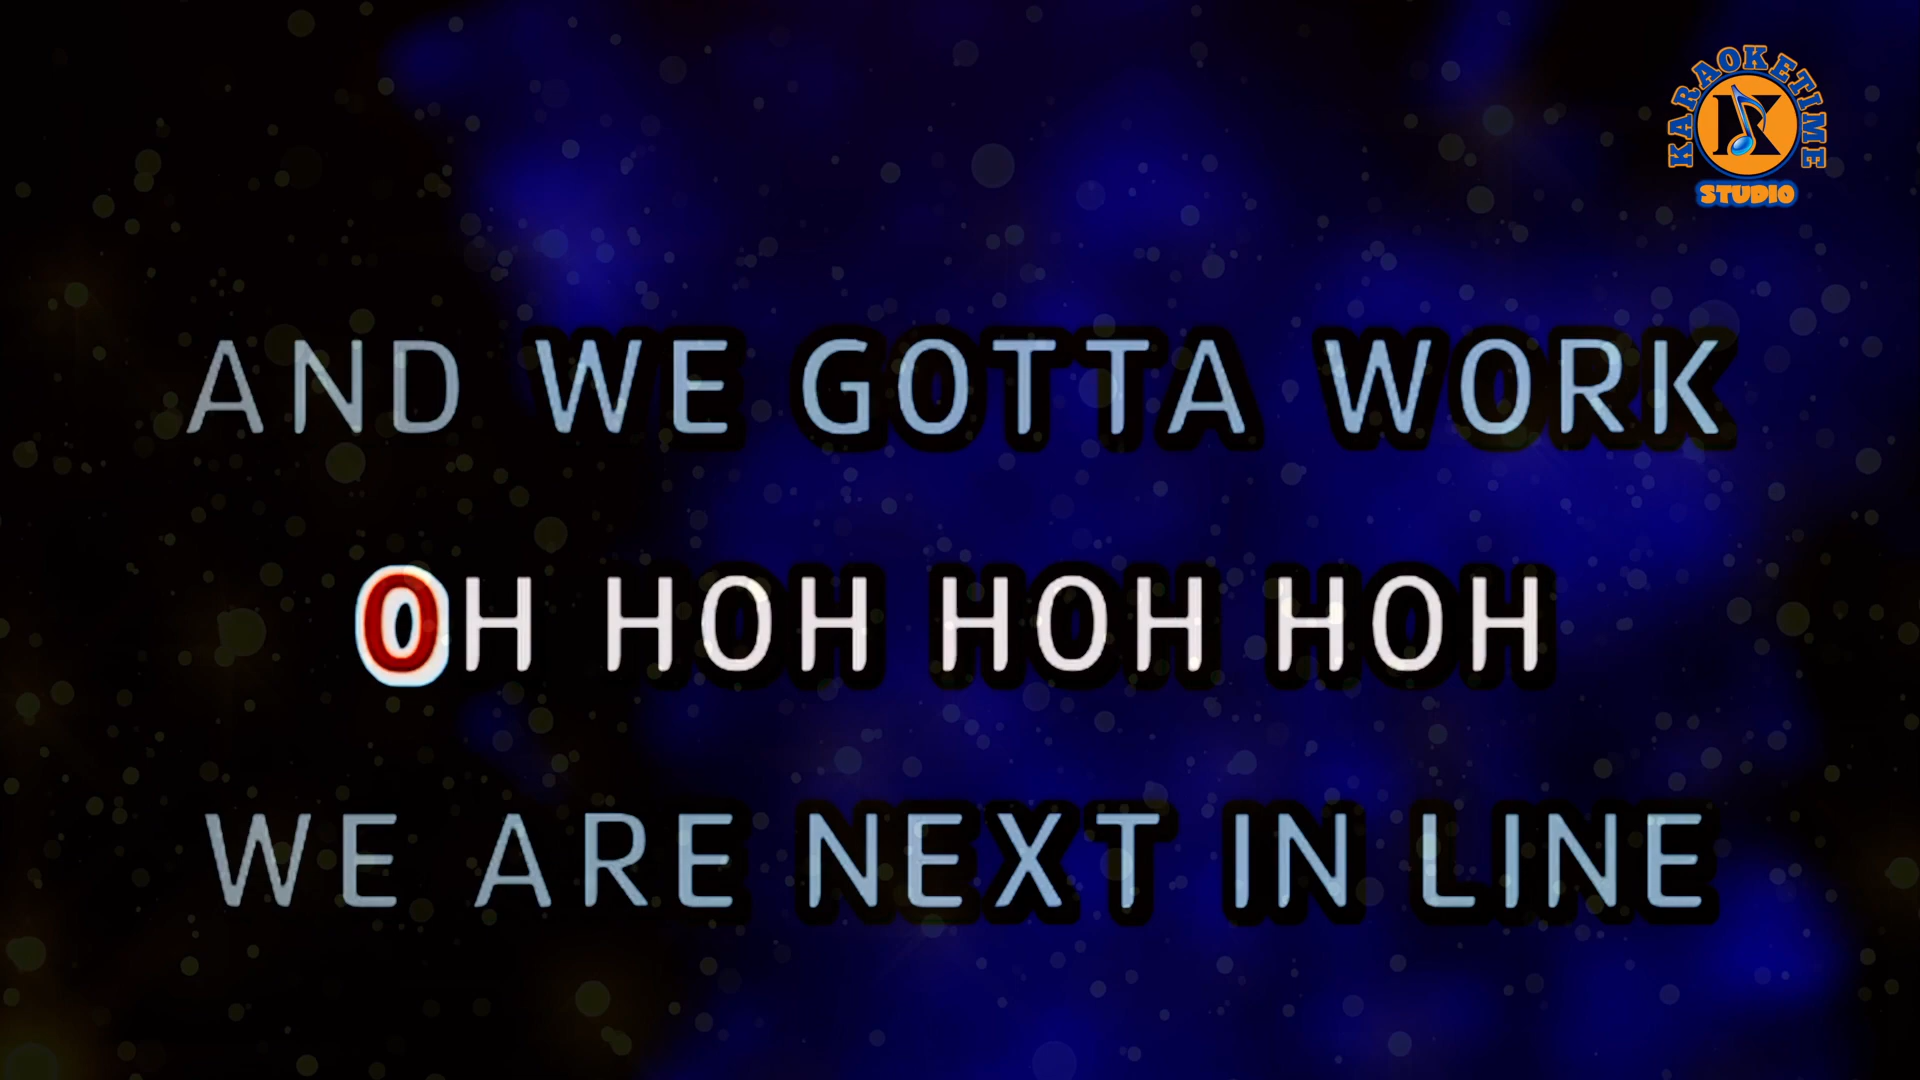 KARAOKETIME
STUDIO
AND WE GOTTA WORK
OH HOH HOH HOH
WE ARE NEXT IN LINE